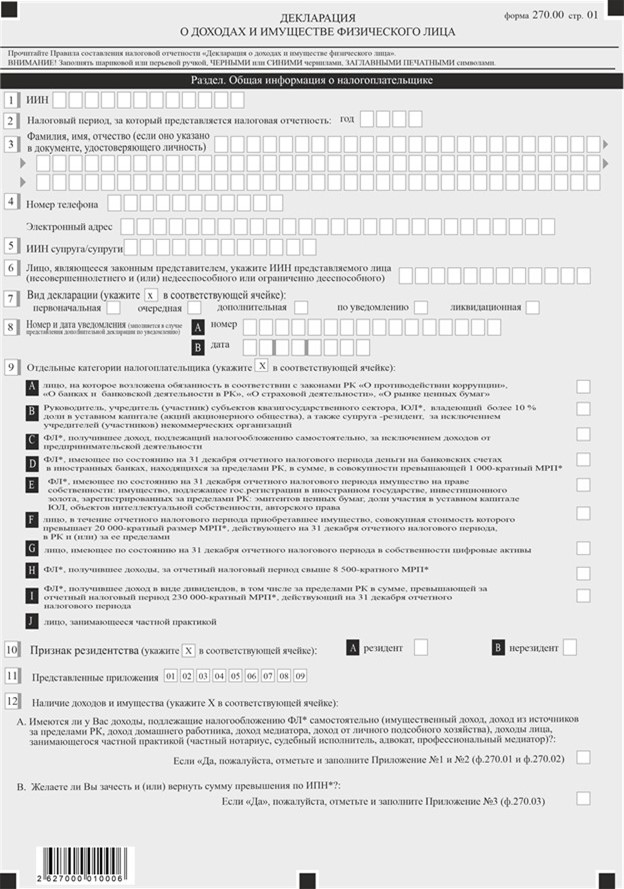 форма 270.00 стр. 01
ДЕКЛАРАЦИЯ
О ДОХОДАХ И ИМУЩЕСТВЕ ФИЗИЧЕСКОГО ЛИЦА
Прочитайте Правила составления налоговой отчетности «Декларация о доходах и имуществе физического лица».
ВНИМАНИЕ! Заполнять шариковой или перьевой ручкой, ЧЕРНЫМИ или СИНИМИ чернилами, ЗАГЛАВНЫМИ ПЕЧАТНЫМИ символами.
Раздел. Общая информация о налогоплательщике
1 ИИН
2 Налоговый период, за который представляется налоговая отчетность: год
3 Фамилия, имя, отчество (если оно указано
в документе, удостоверяющего личность)
4 Номер телефона
Электронный адрес
5 ИИН супруга/супруги
6 Лицо, являющееся законным представителем, укажите ИИН представляемого лица
(несовершеннолетнего и (или) недееспособного или ограниченно дееспособного)
7 Вид декларации (укажите x в соответствующей ячейке):
первоначальная очередная дополнительная по уведомлению ликвидационная
8 Номер и дата уведомления (заполняется в случае
представления дополнительной декларации по уведомлению)
A номер
B дата
9 Отдельные категории налогоплательщика (укажите X в соответствующей ячейке):
A лицо, на которое возложена обязанность в соответствии с законами РК «О противодействии коррупции»,
«О банках и банковской деятельности в РК», «О страховой деятельности», «О рынке ценных бумаг»
B Руководитель, учредитель (участник) субъектов квазигосударственного сектора, ЮЛ*, владеющий более 10 %
доли в уставном капитале (акций акционерного общества), а также супруга -резидент, за исключением
учредителей (участников) некоммерческих организаций
C ФЛ*, получившее доход, подлежащий налогообложению самостоятельно, за исключением доходов от
предпринимательской деятельности
D ФЛ*, имеющее по состоянию на 31 декабря отчетного налогового периода деньги на банковских счетах
в иностранных банках, находящихся за пределами РК, в сумме, в совокупности превышающей 1 000-кратный МРП*
E ФЛ*, имеющее по состоянию на 31 декабря отчетного налогового периода имущество на праве
собственности: имущество, подлежащее гос.регистрации в иностранном государстве, инвестиционного
золота, зарегистрированных за пределами РК: эмитентов ценных бумаг, доли участия в уставном капитале
ЮЛ, объектов интеллектуальной собственности, авторского права
F лицо, в течение отчетного налогового периода приобретавшее имущество, совокупная стоимость которого
превышает 20 000-кратный размер МРП*, действующего на 31 декабря отчетного налогового периода,
в РК и (или) за ее пределами
G лицо, имеющее по состоянию на 31 декабря отчетного налогового периода в собственности цифровые активы
H ФЛ*, получившее доходы, за отчетный налоговый период свыше 8 500-кратного МРП*
I ФЛ*, получившее доход в виде дивидендов, в том числе за пределами РК в сумме, превышающей за
отчетный налоговый период 230 000-кратный МРП*, действующий на 31 декабря отчетного
налогового периода
J лицо, занимающееся частной практикой
10 Признак резидентства (укажите X в соответствующей ячейке): A резидент B нерезидент
11 Представленные приложения 01 02 03 04 05 06 07 08 09
12 Наличие доходов и имущества (укажите X в соответствующей ячейке):
A. Имеются ли у Вас доходы, подлежащие налогообложению ФЛ* самостоятельно (имущественный доход, доход из источников
за пределами РК, доход домашнего работника, доход медиатора, доход от личного подсобного хозяйства), доходы лица,
занимающегося частной практикой (частный нотариус, судебный исполнитель, адвокат, профессиональный медиатор)?:
Если «Да, пожалуйста, отметьте и заполните Приложение №1 и №2 (ф.270.01 и ф.270.02)
B. Желаете ли Вы зачесть и (или) вернуть сумму превышения по ИПН*?:
Если «Да», пожалуйста, отметьте и заполните Приложение №3 (ф.270.03)
2 627000 010006